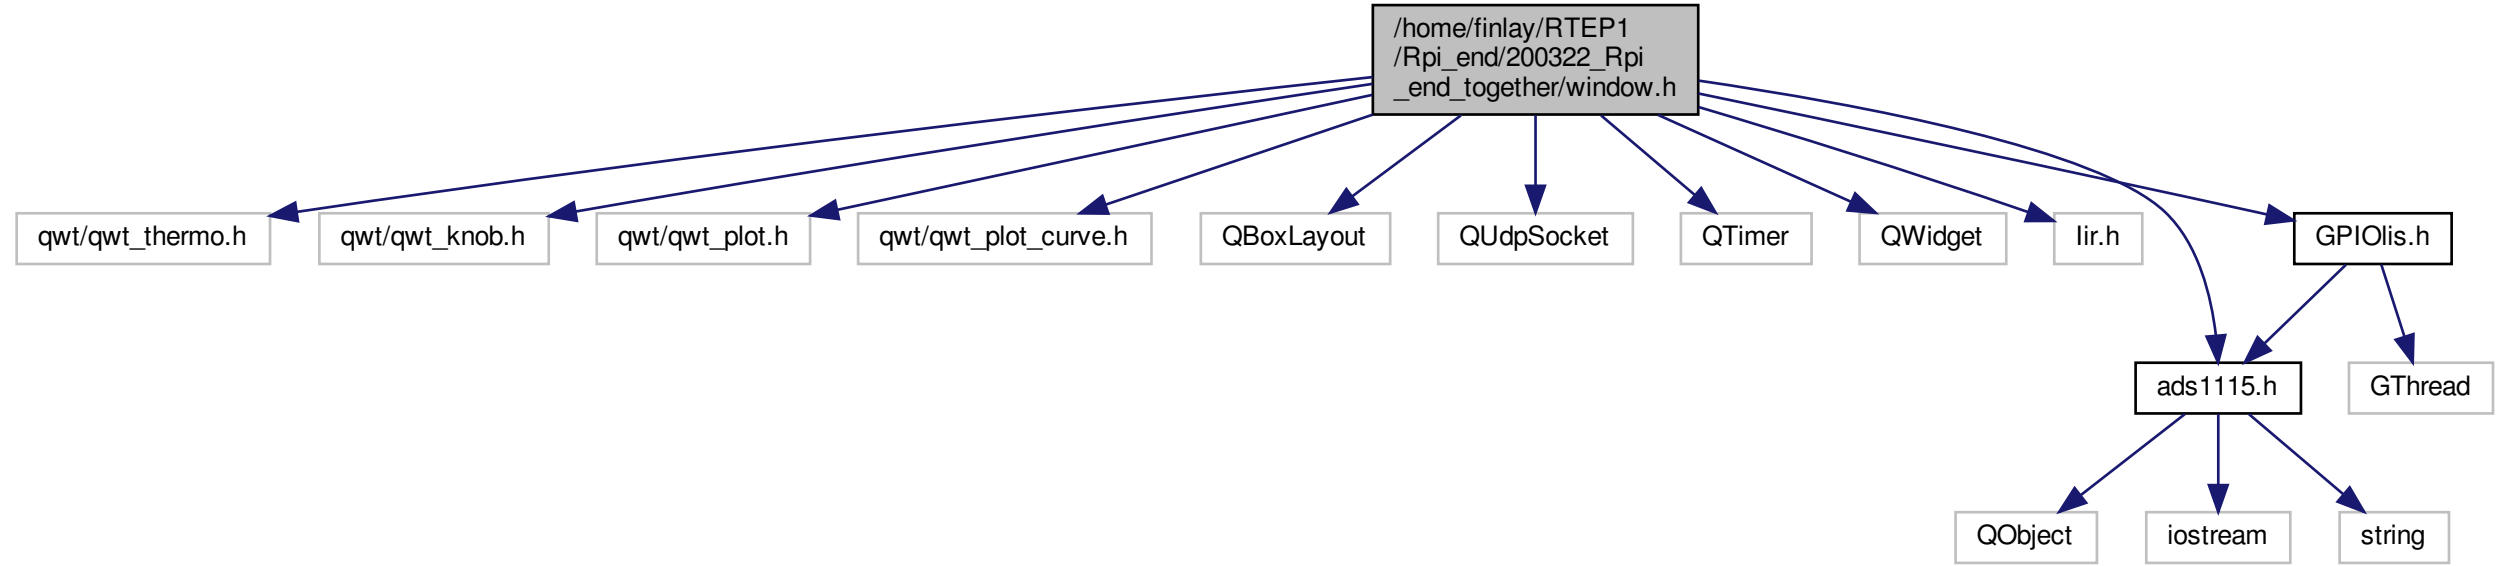 /home/finlay/RTEP1
/Rpi_end/200322_Rpi
_end_together/window.h
qwt/qwt_thermo.h
qwt/qwt_knob.h
qwt/qwt_plot.h
qwt/qwt_plot_curve.h
QBoxLayout
QUdpSocket
QTimer
QWidget
Iir.h
GPIOlis.h
ads1115.h
GThread
QObject
iostream
string